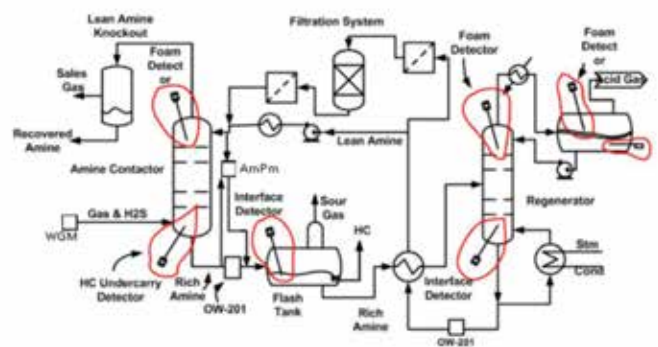 Lean Amine
Knockout
Foam
Detect
or
Sales
Gas
Recovered
Amine
Amine Contactor
Gas & H2S
WGM
HC Undercarry
Detector
Rich
Amine
OW-201
Filtration System
Lean Amine
AmPm
Interface
Detector
Sour
Gas
HC
Flash
Tank
Rich
Amine
Foam
Detector
Foam
Detect
or
Acid Gas
Regenerator
Interface
Detector
Stm
Cond
OW-201